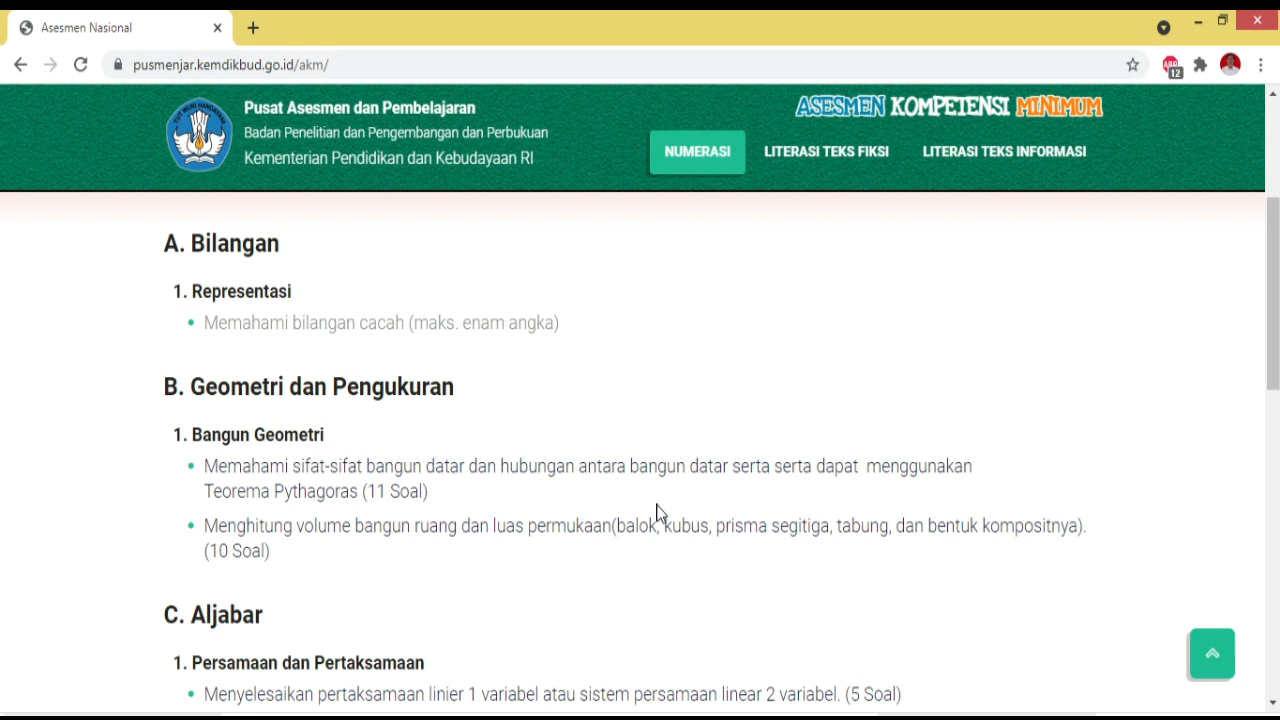 Asesmen Nasional
pusmenjar.kemdikbud.go.id/akm/
12
Pusat Asesmen dan Pembelajaran
Badan Penelitian dan Pengembangan dan Perbukuan
Kementerian Pendidikan dan Kebudayaan RI
ASESMEN KOMPETENSI MINIMUM
NUMERASI LITERASI TEKS FIKSI LITERASI TEKS INFORMASI
A. Bilangan
1. Representasi
• Memahami bilangan cacah (maks. enam angka)
B. Geometri dan Pengukuran
1. Bangun Geometri
• Memahami sifat-sifat bangun datar dan hubungan antara bangun datar serta serta dapat menggunakan
Teorema Pythagoras (11 Soal)
• Menghitung volume bangun ruang dan luas permukaan(balok, kubus, prisma segitiga, tabung, dan bentuk kompositnya).
(10 Soal)
C. Aljabar
1. Persamaan dan Pertaksamaan
• Menyelesaikan pertaksamaan linier 1 variabel atau sistem persamaan linear 2 variabel. (5 Soal)